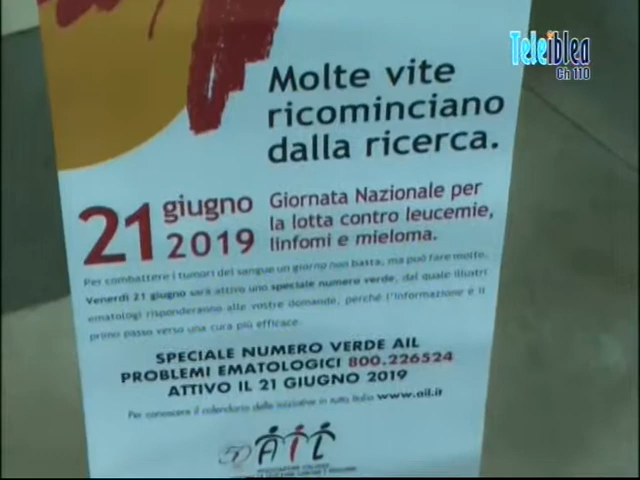 Teleiblea
Ch 110
Molte vite
ricominciano
dalla ricerca.
21 giugno 2019
Giornata Nazionale per
la lotta contro leucemie,
linfomi e mieloma.
Per combattere i tumori del sangue un giorno non basta, ma può fare molto.
Venerdì 21 giugno sarà attivo uno speciale numero verde, dal quale illustri
ematologi risponderanno alle vostre domande, perché l'informazione è il
primo passo verso una cura più efficace.
SPECIALE NUMERO VERDE AIL
PROBLEMI EMATOLOGICI 800.226524
ATTIVO IL 21 GIUGNO 2019
Per conoscere il calendario delle iniziative in tutta Italia www.ail.it
AIL
ASSOCIAZIONE ITALIANA